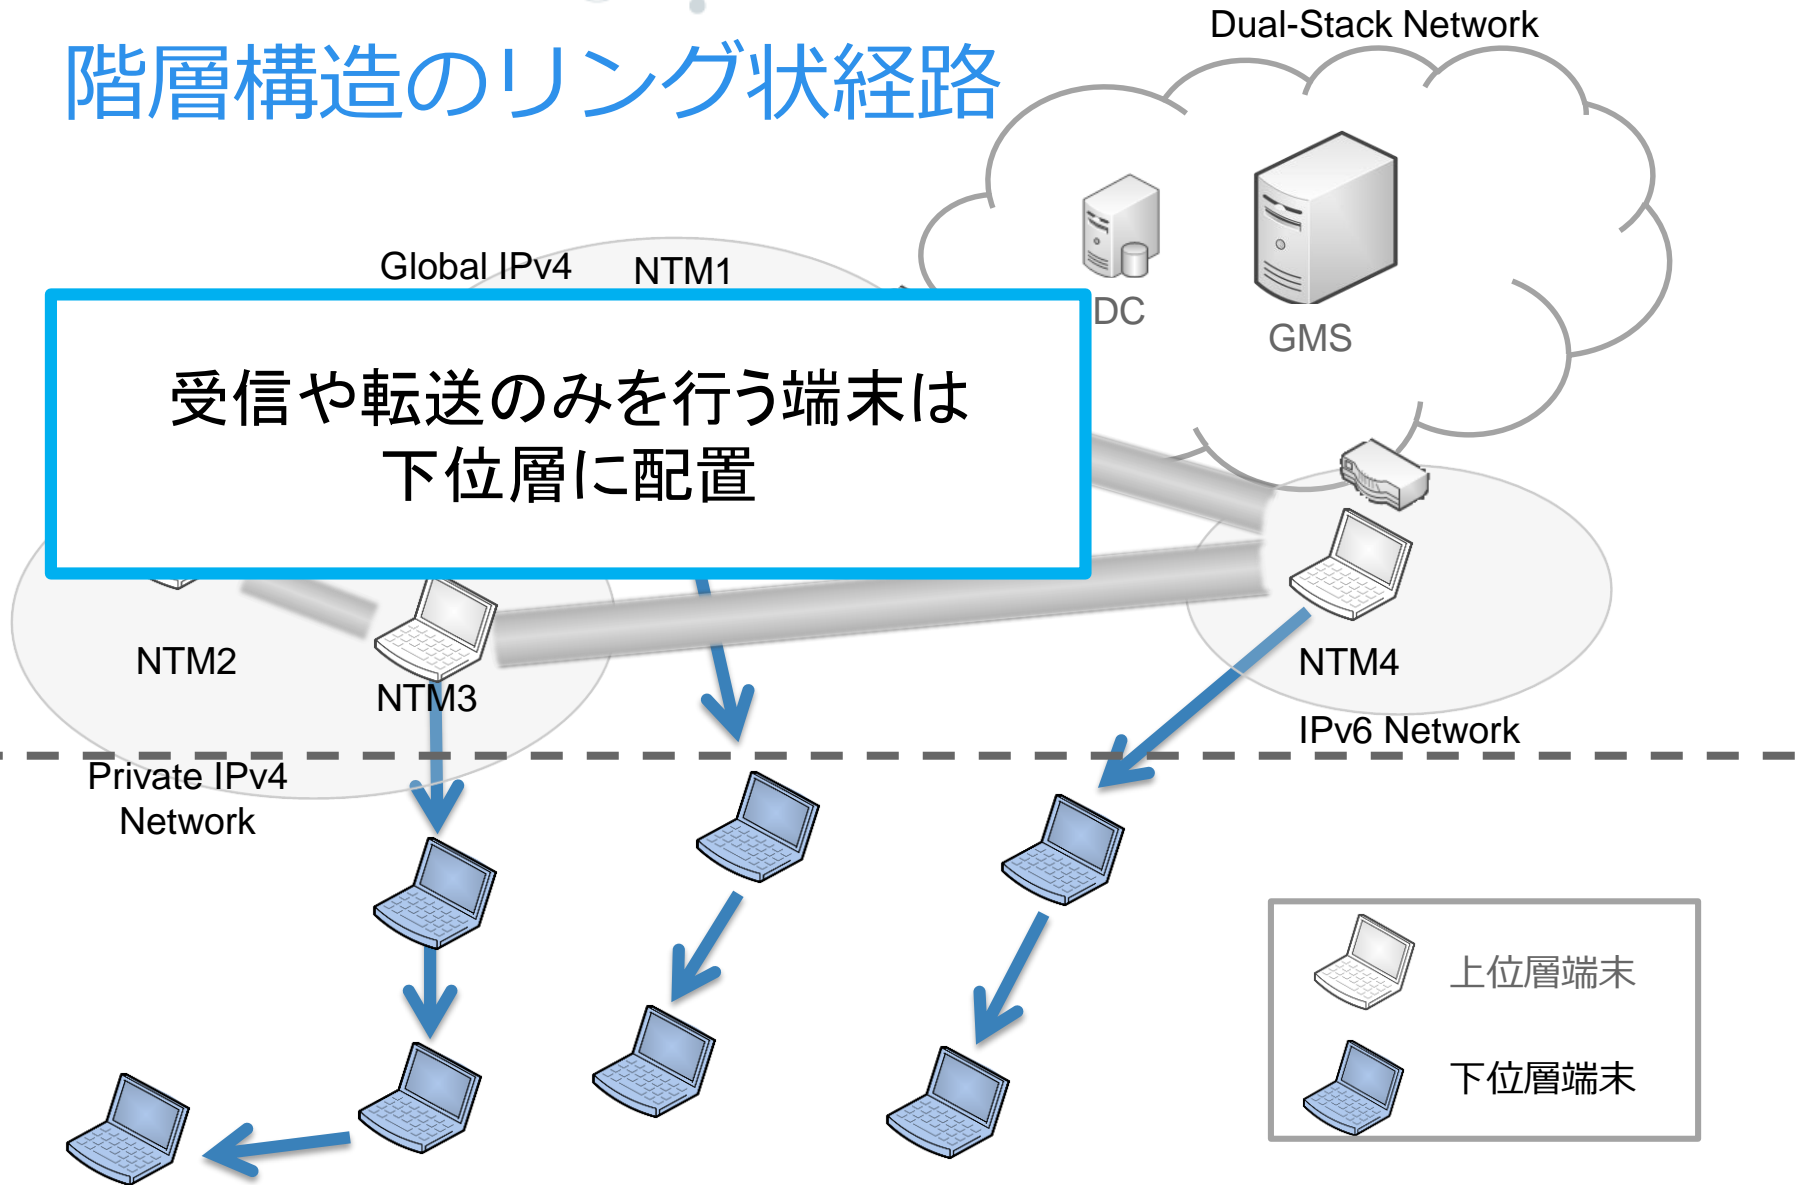 Dual-Stack Network
階層構造のリング状経路
Global IPv4
NTM1
DC
GMS
受信や転送のみを行う端末は
下位層に配置
NTM2
NTM3
NTM4
IPv6 Network
Private IPv4
Network
上位層端末
下位層端末